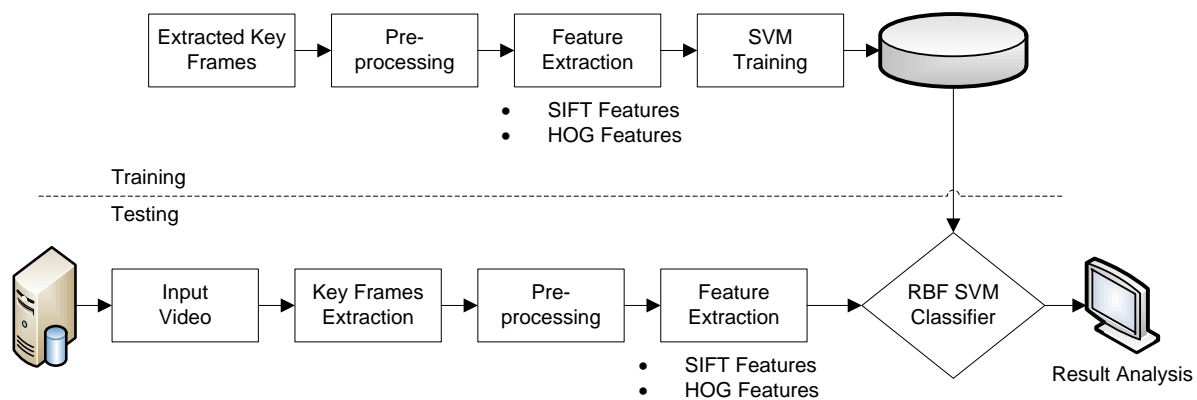 Extracted Key
Frames
Pre-
processing
Feature
Extraction
SVM
Training
• SIFT Features
• HOG Features
Training
Testing
Input
Video
Key Frames
Extraction
Pre-
processing
Feature
Extraction
RBF SVM
Classifier
• SIFT Features
• HOG Features
Result Analysis